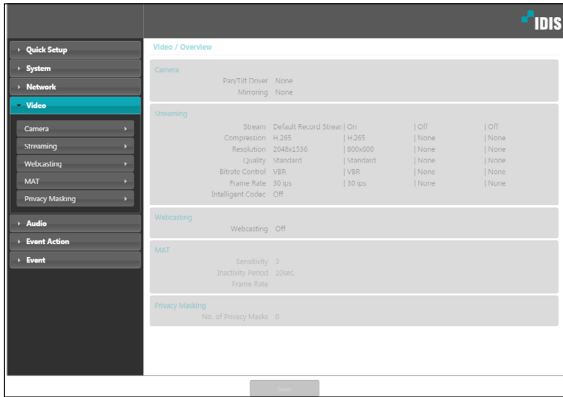 IDIS
Quick Setup
System
Network
Video
Camera
Streaming
Webcasting
MAT
Privacy Masking
Audio
Event Action
Event
Video / Overview
Camera
Pan/Tilt Driver None
Mirroring None
Streaming
Stream Default Record Strear | On | Off | Off
Compression H.265 | H.265 | None | None
Resolution 2048x1536 | 800x600 | None | None
Quality Standard | Standard | None | None
Bitrate Control VBR | VBR | None | None
Frame Rate 30 ips | 30 ips | None | None
Intelligent Codec Off
Webcasting
Webcasting Off
MAT
Sensitivity 3
Inactivity Period 10sec.
Frame Rate
Privacy Masking
No. of Privacy Masks 0